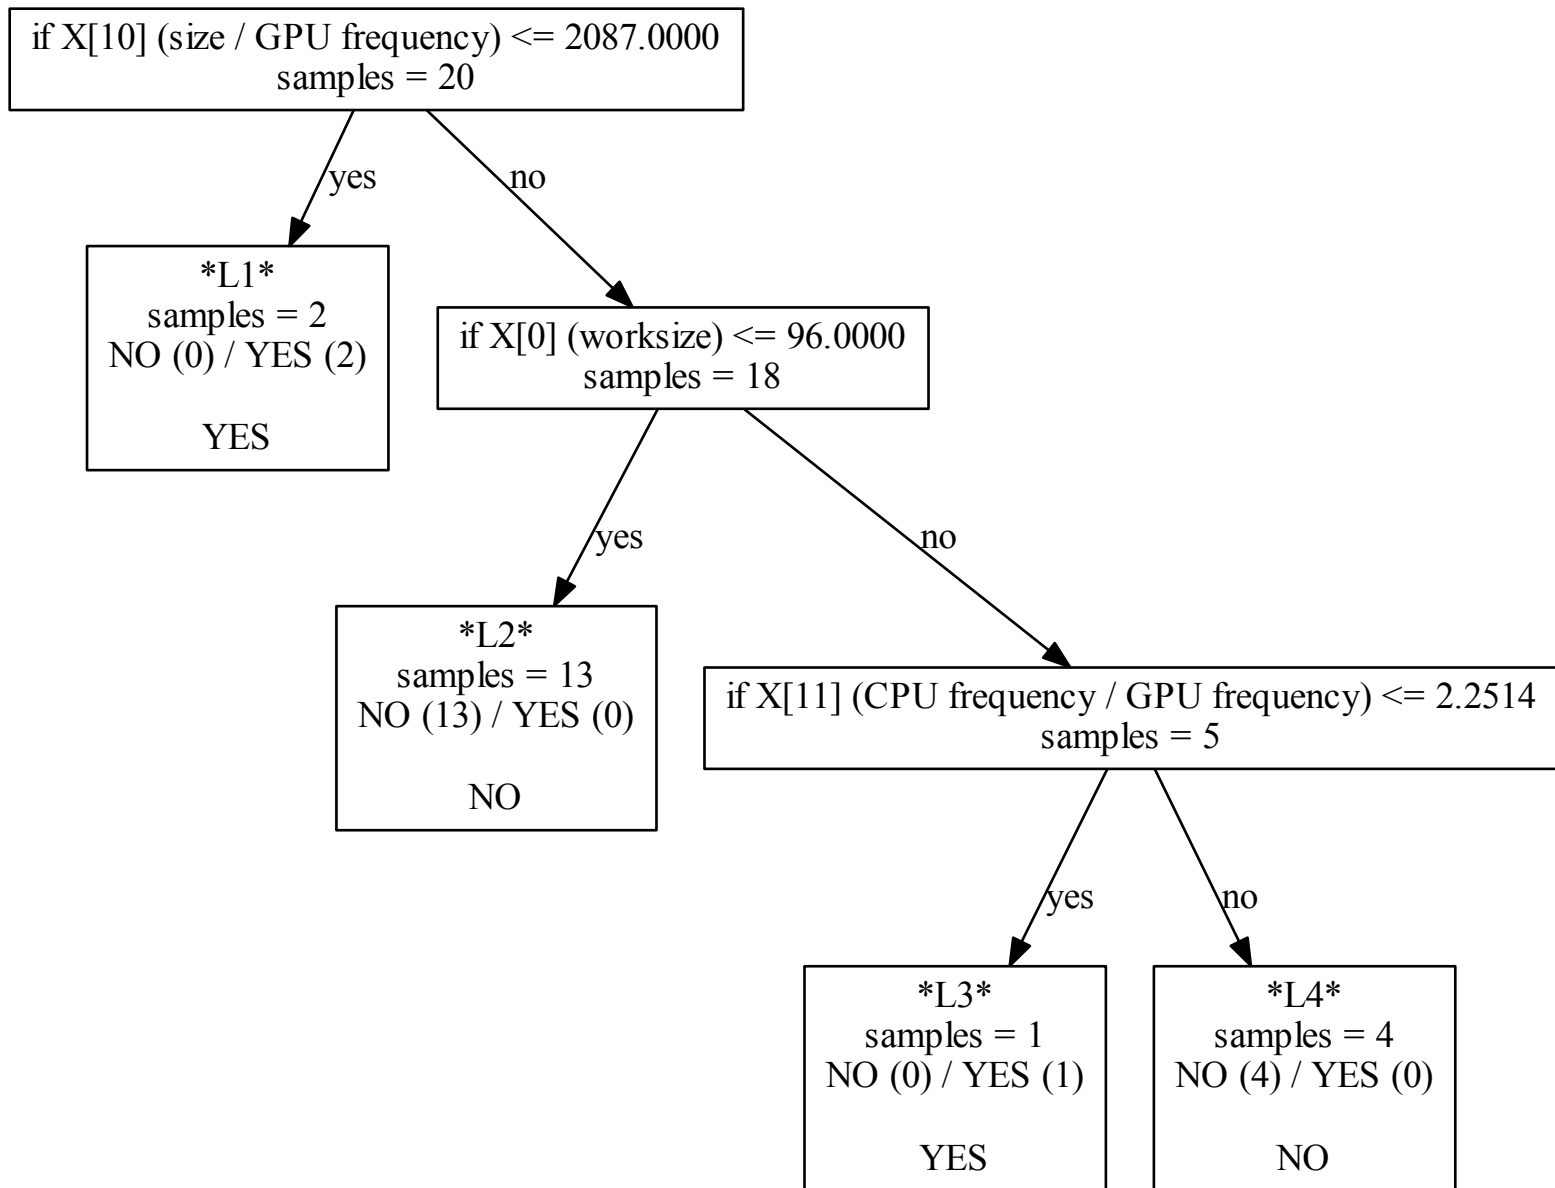 if X[10] (size / GPU frequency) <= 2087.0000
samples = 20
yes
no
*L1*
samples = 2
NO (0) / YES (2)
YES
if X[0] (worksize) <= 96.0000
samples = 18
yes
no
*L2*
samples = 13
NO (13) / YES (0)
NO
if X[11] (CPU frequency / GPU frequency) <= 2.2514
samples = 5
yes
no
*L3*
samples = 1
NO (0) / YES (1)
YES
*L4*
samples = 4
NO (4) / YES (0)
NO